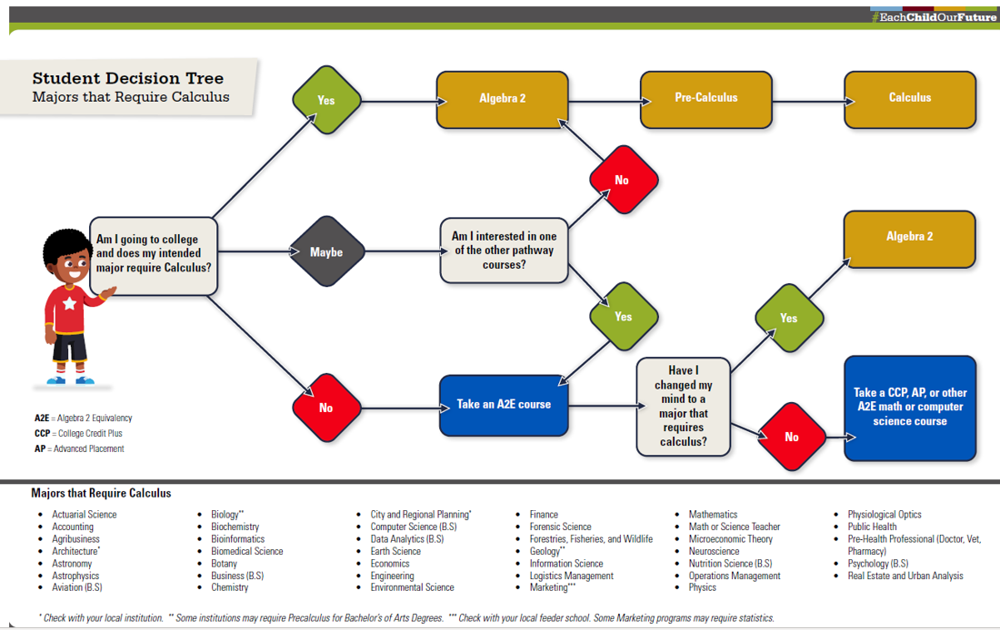 #EachChildOurFuture
Student Decision Tree
Majors that Require Calculus
Yes
Algebra 2
Pre-Calculus
Calculus
No
Am I going to college
and does my intended
major require Calculus?
Maybe
Am I interested in one
of the other pathway
courses?
Algebra 2
Yes
Yes
No
Take an A2E course
Have I
changed my
mind to a
major that
requires
calculus?
No
Take a CCP, AP, or other
A2E math or computer
science course
A2E = Algebra 2 Equivalency
CCP = College Credit Plus
AP = Advanced Placement
Majors that Require Calculus
• Actuarial Science
• Accounting
• Agribusiness
• Architecture*
• Astronomy
• Astrophysics
• Aviation (B.S)
• Biology**
• Biochemistry
• Bioinformatics
• Biomedical Science
• Botany
• Business (B.S)
• Chemistry
• City and Regional Planning*
• Computer Science (B.S)
• Data Analytics (B.S)
• Earth Science
• Economics
• Engineering
• Environmental Science
• Finance
• Forensic Science
• Forestries, Fisheries, and Wildlife
• Geology**
• Information Science
• Logistics Management
• Marketing***
• Mathematics
• Math or Science Teacher
• Microeconomic Theory
• Neuroscience
• Nutrition Science (B.S)
• Operations Management
• Physics
• Physiological Optics
• Public Health
• Pre-Health Professional (Doctor, Vet,
Pharmacy)
• Psychology (B.S)
• Real Estate and Urban Analysis
* Check with your local institution. ** Some institutions may require Precalculus for Bachelor's of Arts Degrees. *** Check with your local feeder school. Some Marketing programs may require statistics.